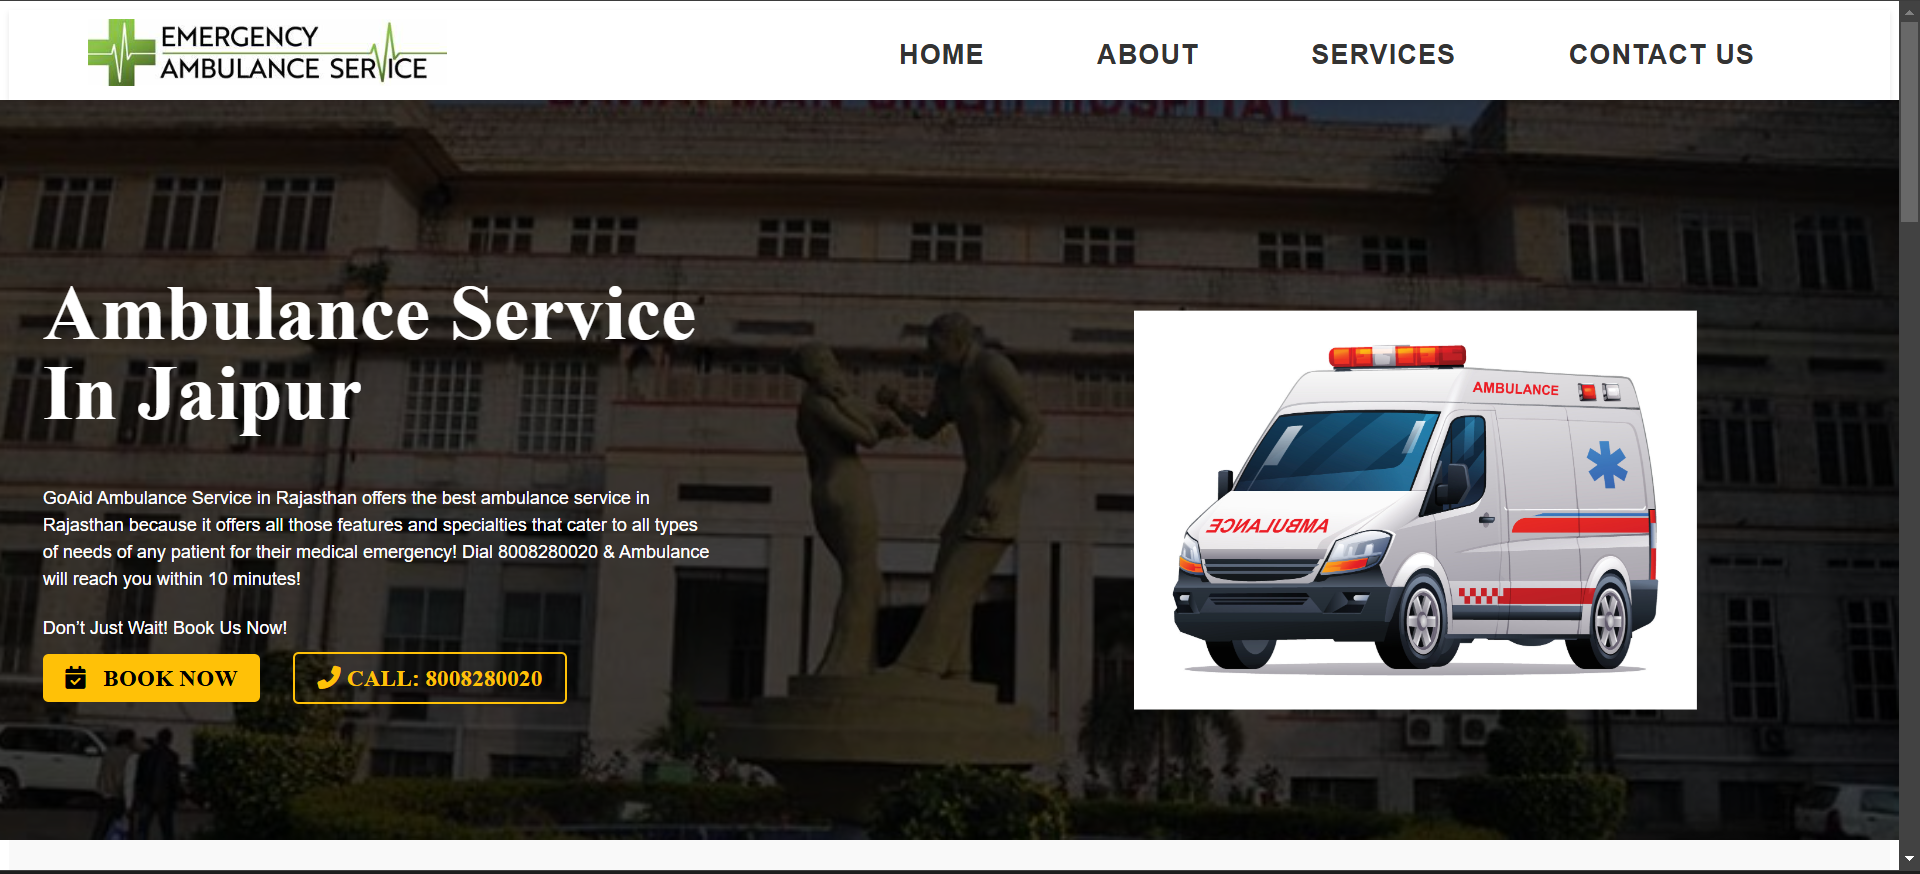 EMERGENCY
AMBULANCE SERVICE
HOME ABOUT SERVICES CONTACT US
MAN SINGH HOSPITAL
Ambulance Service
In Jaipur
GoAid Ambulance Service in Rajasthan offers the best ambulance service in
Rajasthan because it offers all those features and specialties that cater to all types
of needs of any patient for their medical emergency! Dial 8008280020 & Ambulance
will reach you within 10 minutes!
Don’t Just Wait! Book Us Now!
BOOK NOW CALL: 8008280020
AMBULANCE
AMBULANCE